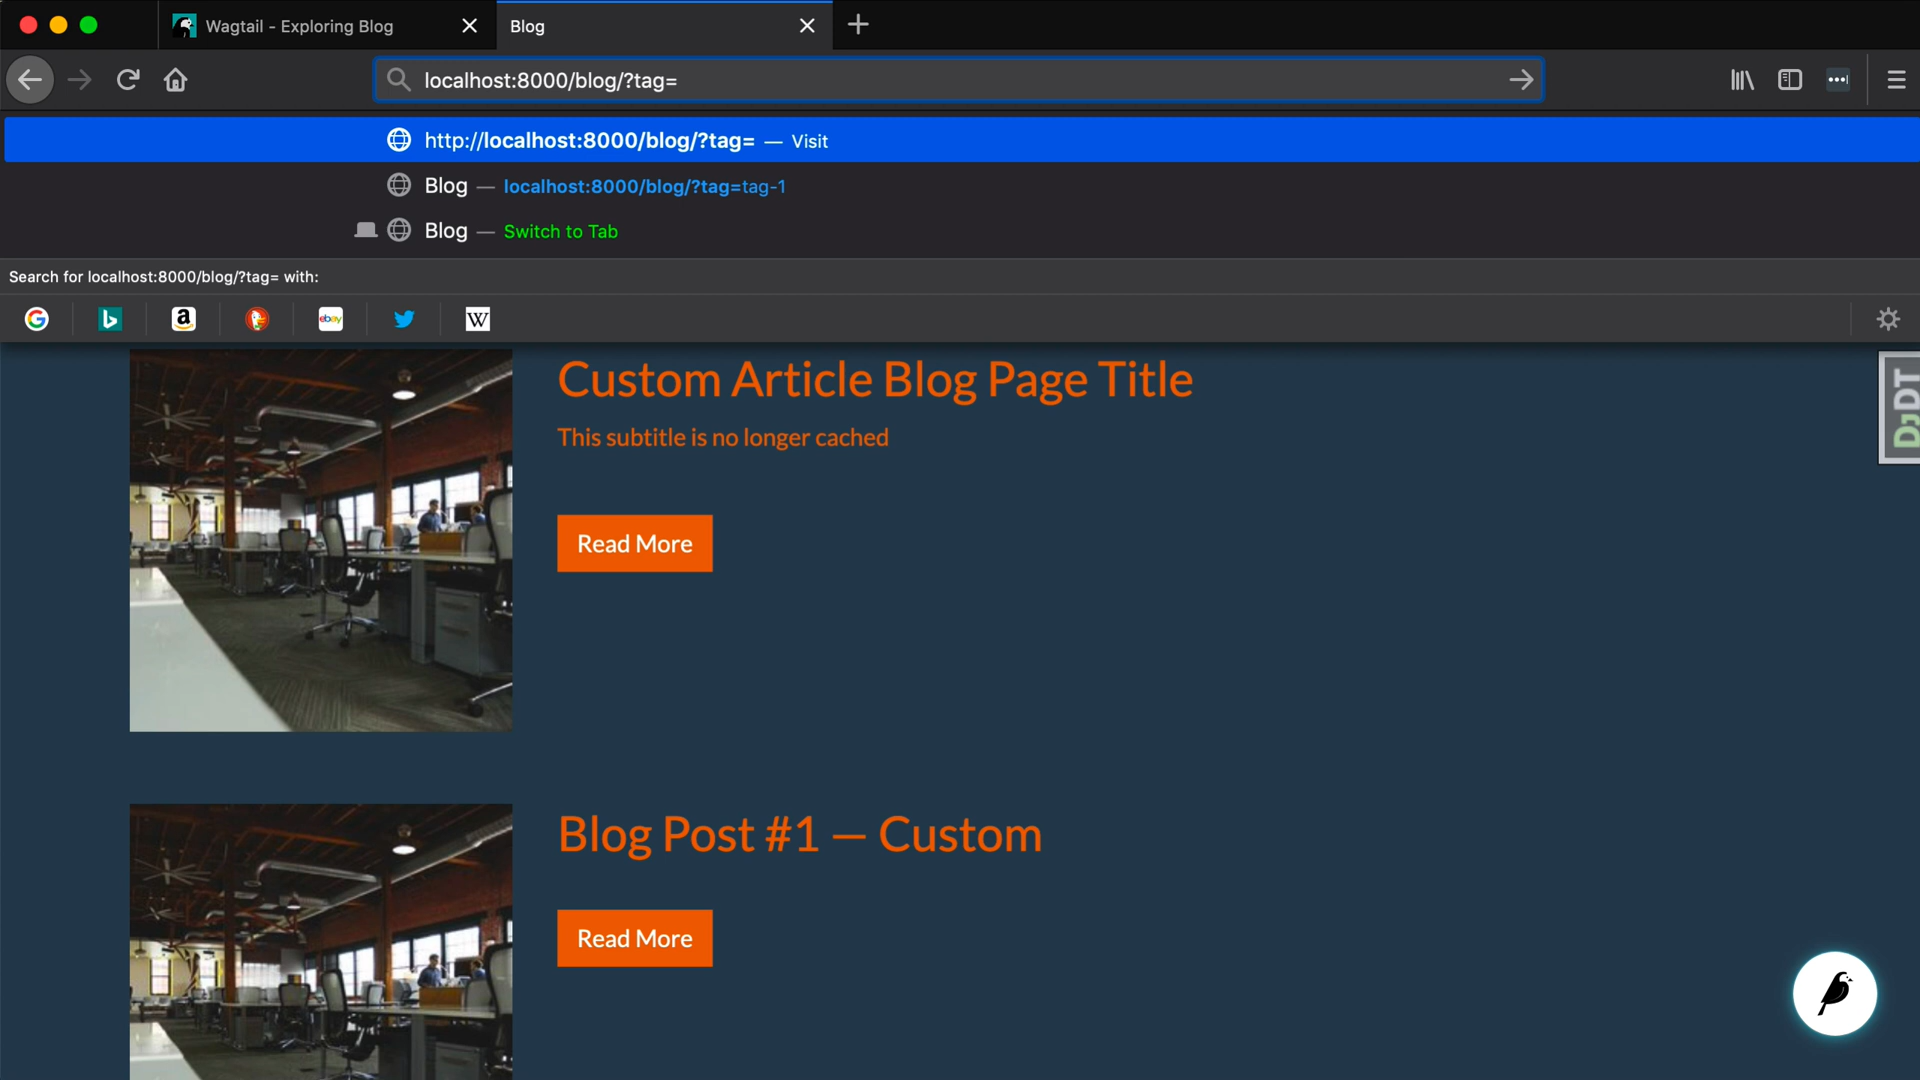 Wagtail - Exploring Blog
Blog
localhost:8000/blog/?tag=
http://localhost:8000/blog/?tag= — Visit
Blog — localhost:8000/blog/?tag=tag-1
Blog — Switch to Tab
Search for localhost:8000/blog/?tag= with:
G
b
a
ebay
W
Custom Article Blog Page Title
This subtitle is no longer cached
DJDT
Read More
Blog Post #1 — Custom
Read More